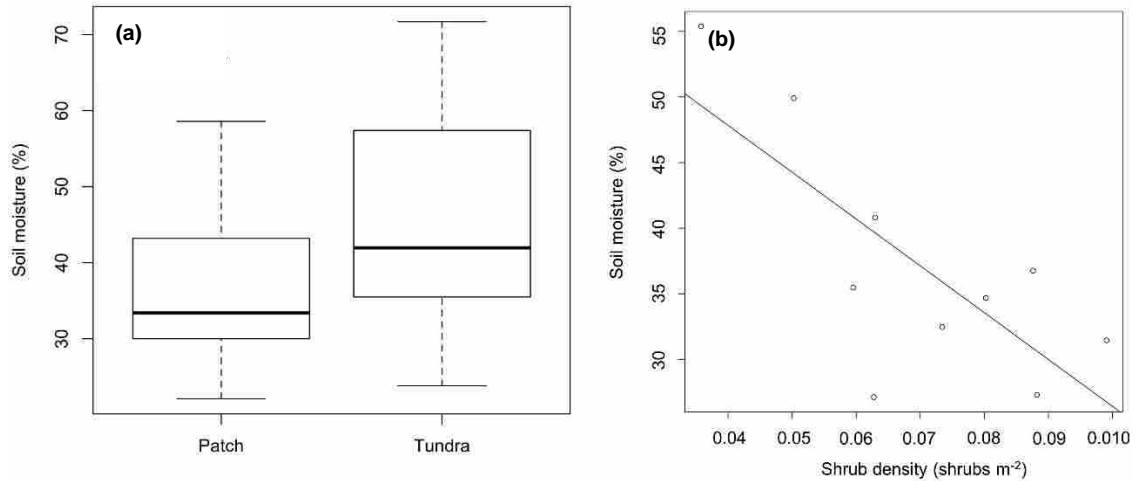 (a)
Soil moisture (%)
70
60
50
40
30
Patch Tundra
(b)
Soil moisture (%)
55
50
45
40
35
30
0.04 0.05 0.06 0.07 0.08 0.09 0.010
Shrub density (shrubs m⁻²)